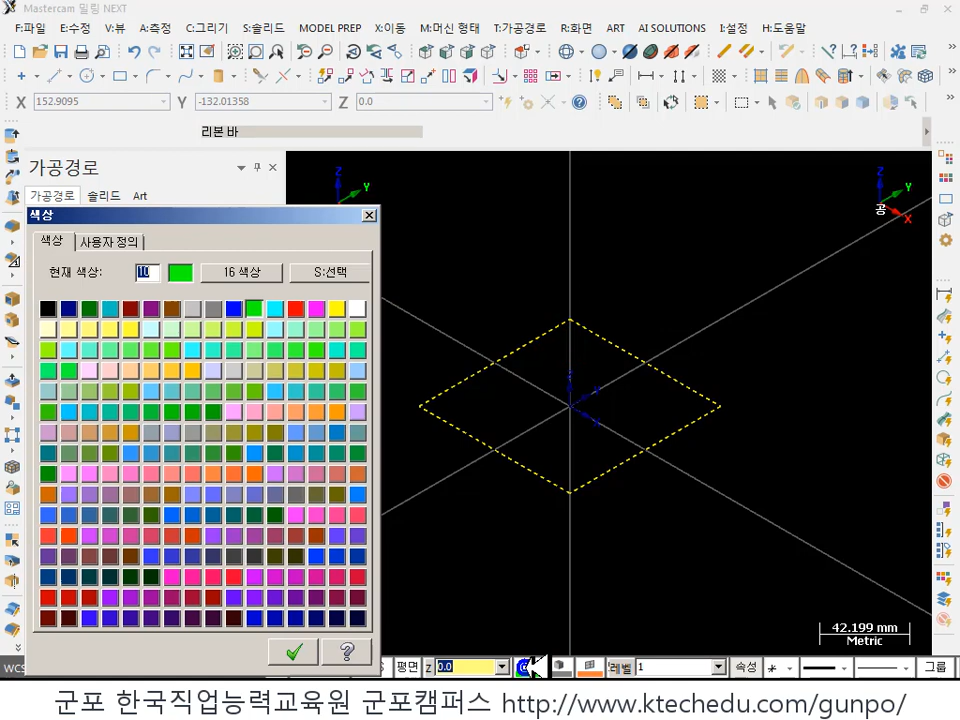 Mastercam 밀링 NEXT
F:파일 E:수정 V:뷰 A:측정 C:그리기 S:솔리드 MODEL PREP X:이동 M:머신 형태 T:가공경로 R:화면 ART AI SOLUTIONS I:설정 H:도움말
X 152.9095 Y -132.01358 Z 0.0
리본 바
가공경로
가공경로 솔리드 Art
Z Y
Z Y
공 X
색상
색상 사용자 정의
현재 색상: 10 16 색상 S:선택
42.199 mm
Metric
WCS S 평면 Z 0.0 레벨 1 속성 그룹
군포 한국직업능력교육원 군포캠퍼스 http://www.ktechedu.com/gunpo/